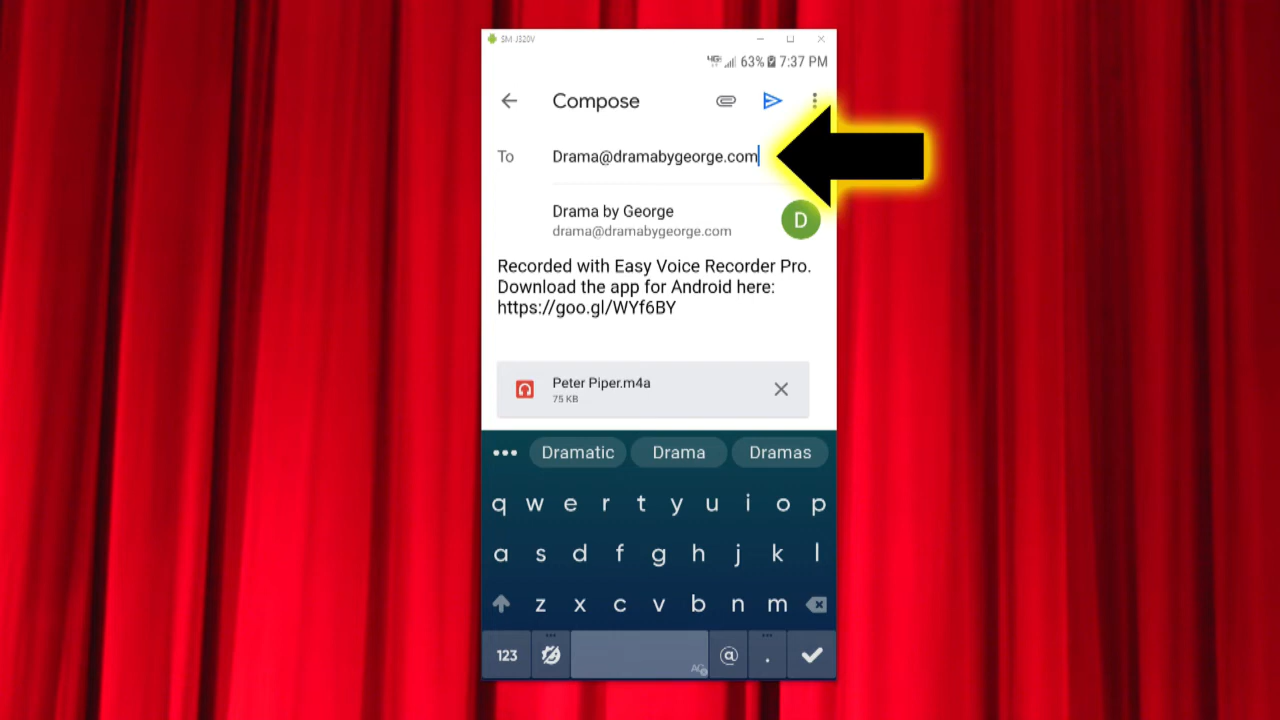 SM J320V
4G 63% 7:37 PM
Compose
To Drama@dramabygeorge.com
Drama by George
D
drama@dramabygeorge.com
Recorded with Easy Voice Recorder Pro.
Download the app for Android here:
https://goo.gl/WYf6BY
Peter Piper.m4a
75 KB
••• Dramatic Drama Dramas
q w e r t y u i o p
a s d f g h j k l
z x c v b n m
123 @ .